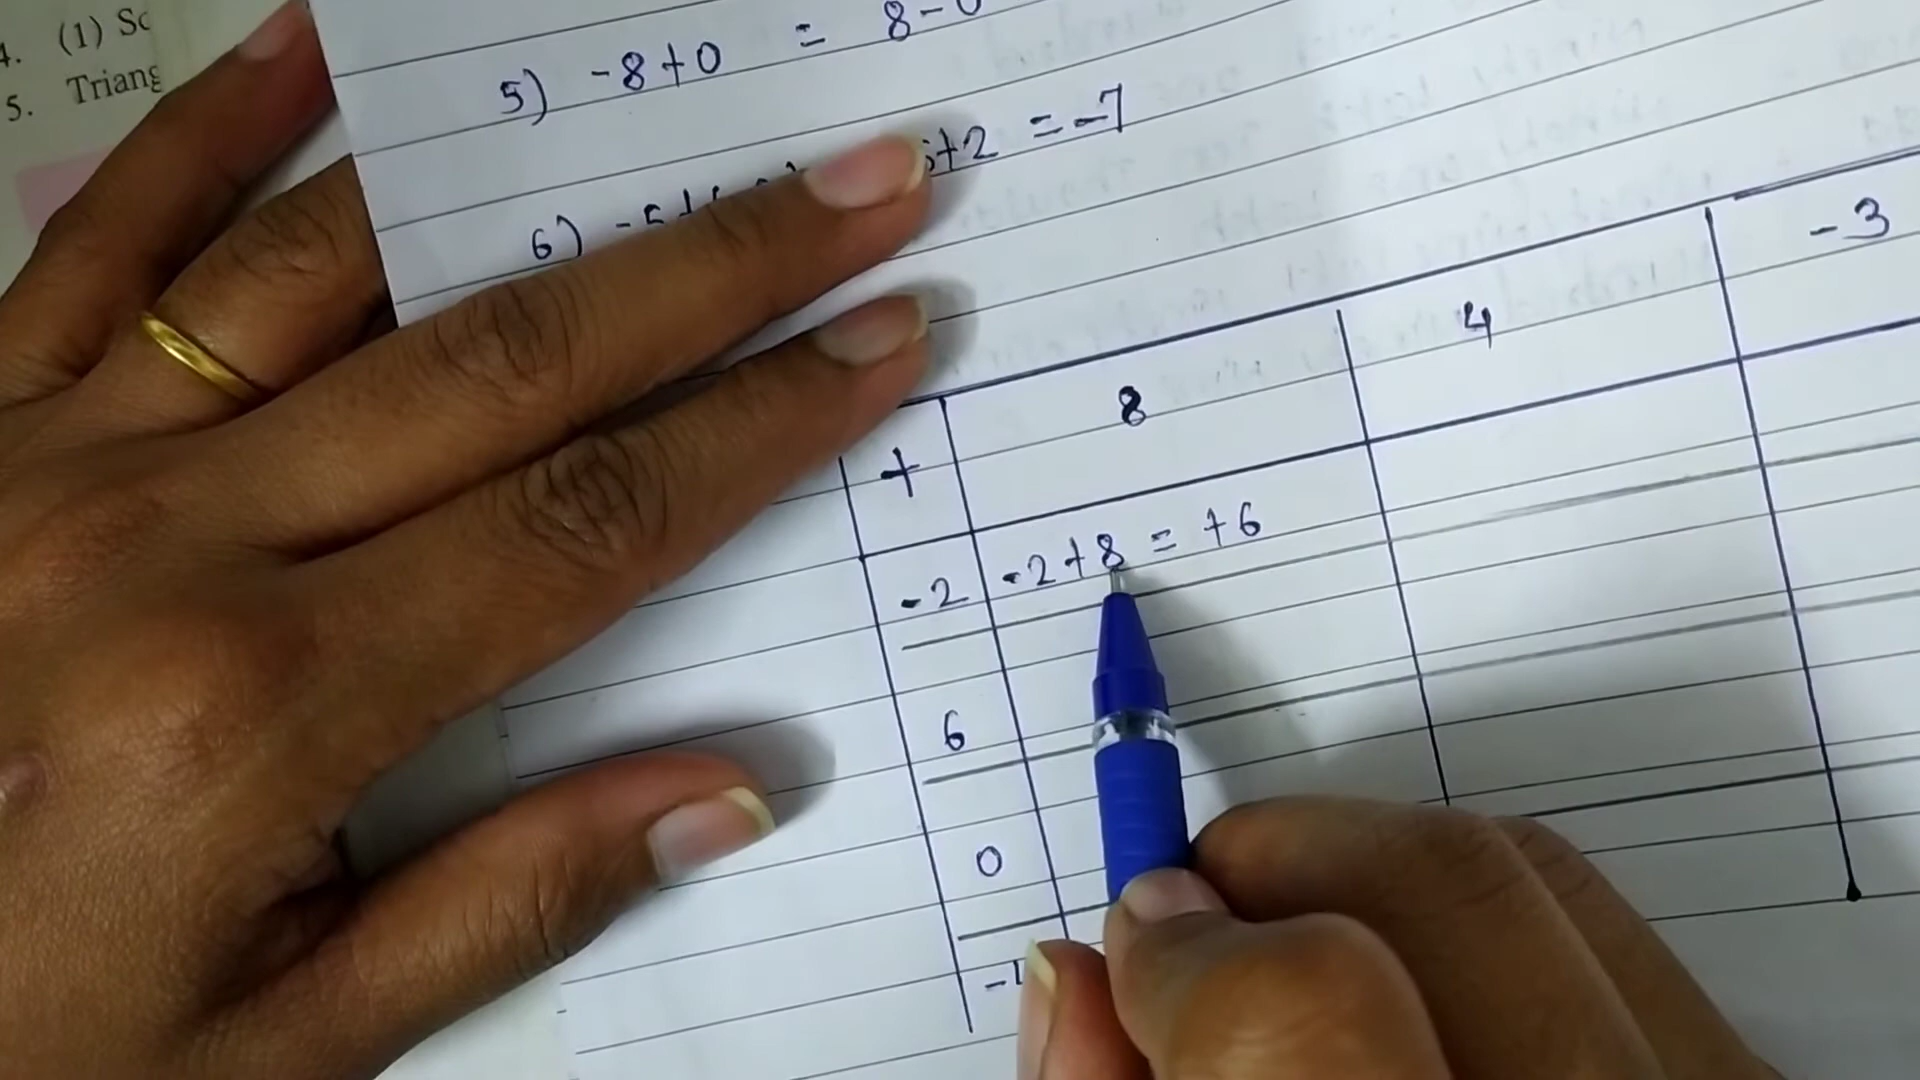 4. (1) Sc
5. Triang
5) -8+0 = 8-0
6) -5+ +2 = -7
+ 8 4 -3
-2 -2+8 = +6
6
0